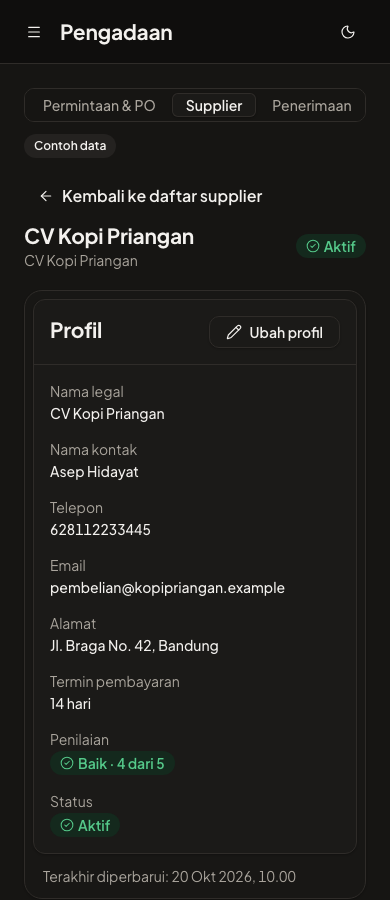 Pengadaan
Permintaan & PO
Supplier
Penerimaan
Contoh data
Kembali ke daftar supplier
CV Kopi Priangan
CV Kopi Priangan
Aktif
Profil
Ubah profil
Nama legal
CV Kopi Priangan
Nama kontak
Asep Hidayat
Telepon
628112233445
Email
pembelian@kopipriangan.example
Alamat
Jl. Braga No. 42, Bandung
Termin pembayaran
14 hari
Penilaian
Baik · 4 dari 5
Status
Aktif
Terakhir diperbarui: 20 Okt 2026, 10.00